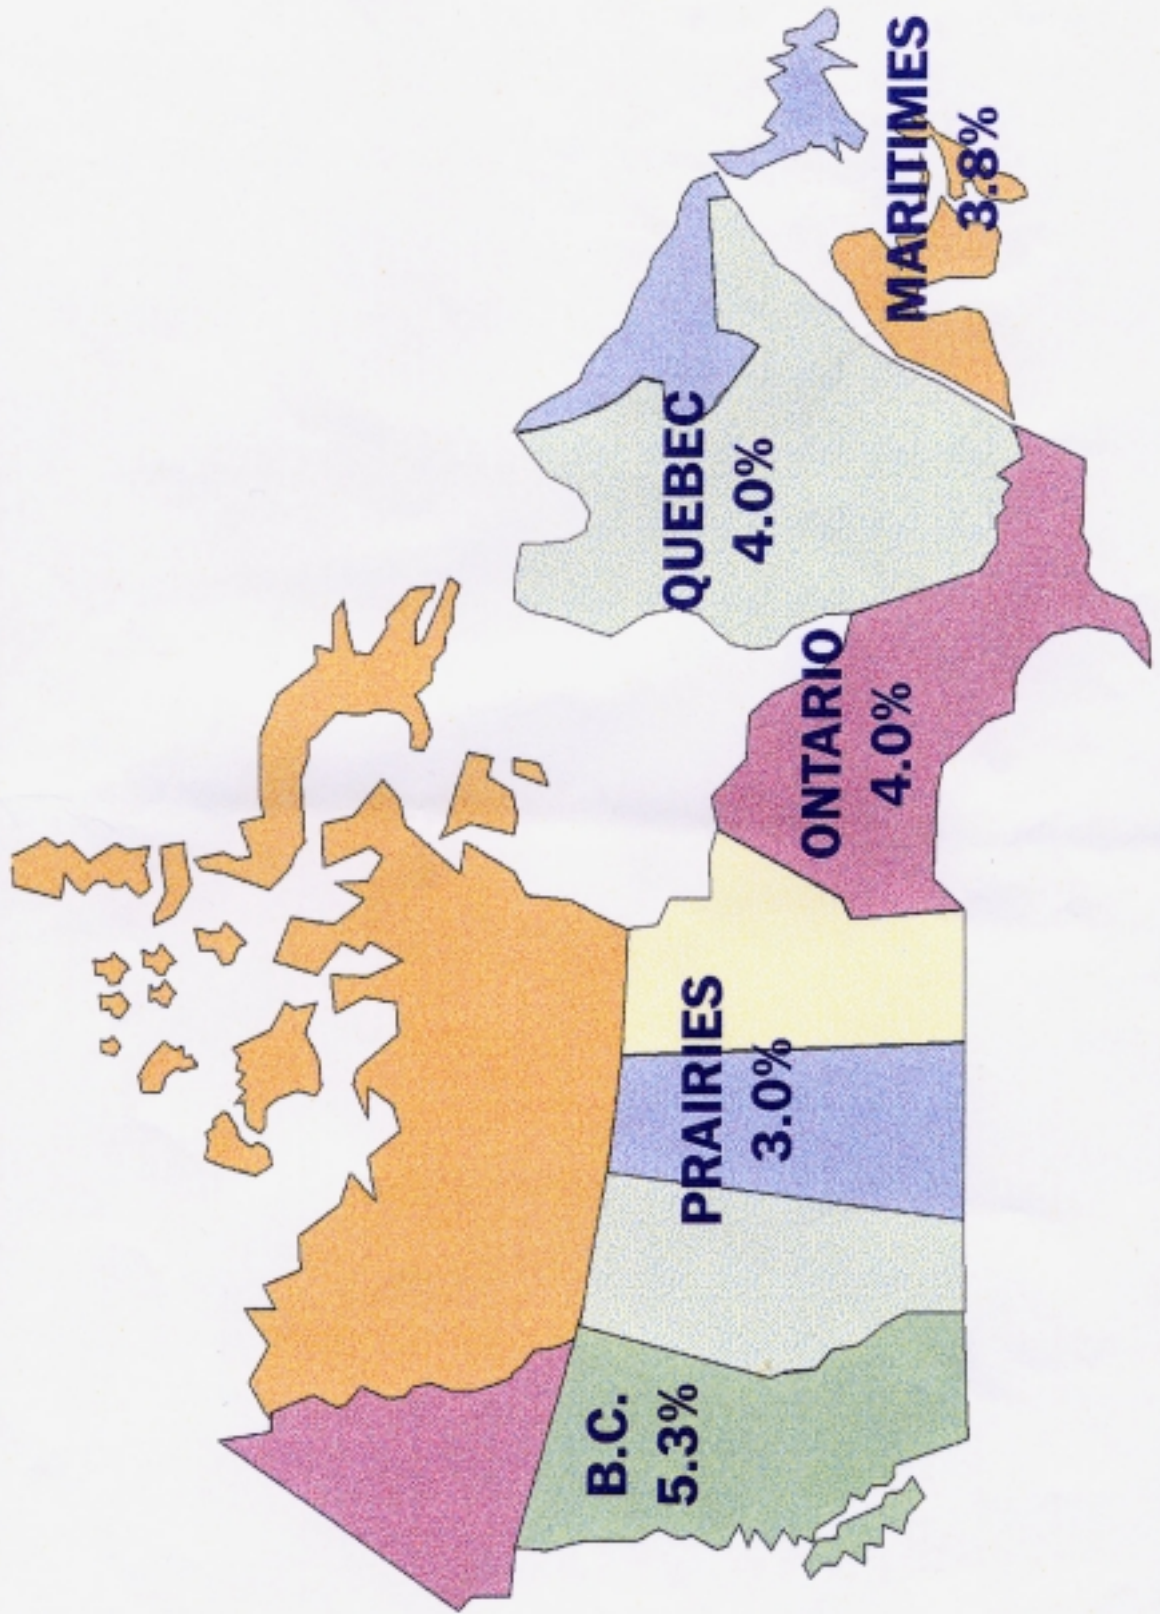 B.C.
5.3%
PRAIRIES
3.0%
ONTARIO
4.0%
QUEBEC
4.0%
MARITIMES
3.8%